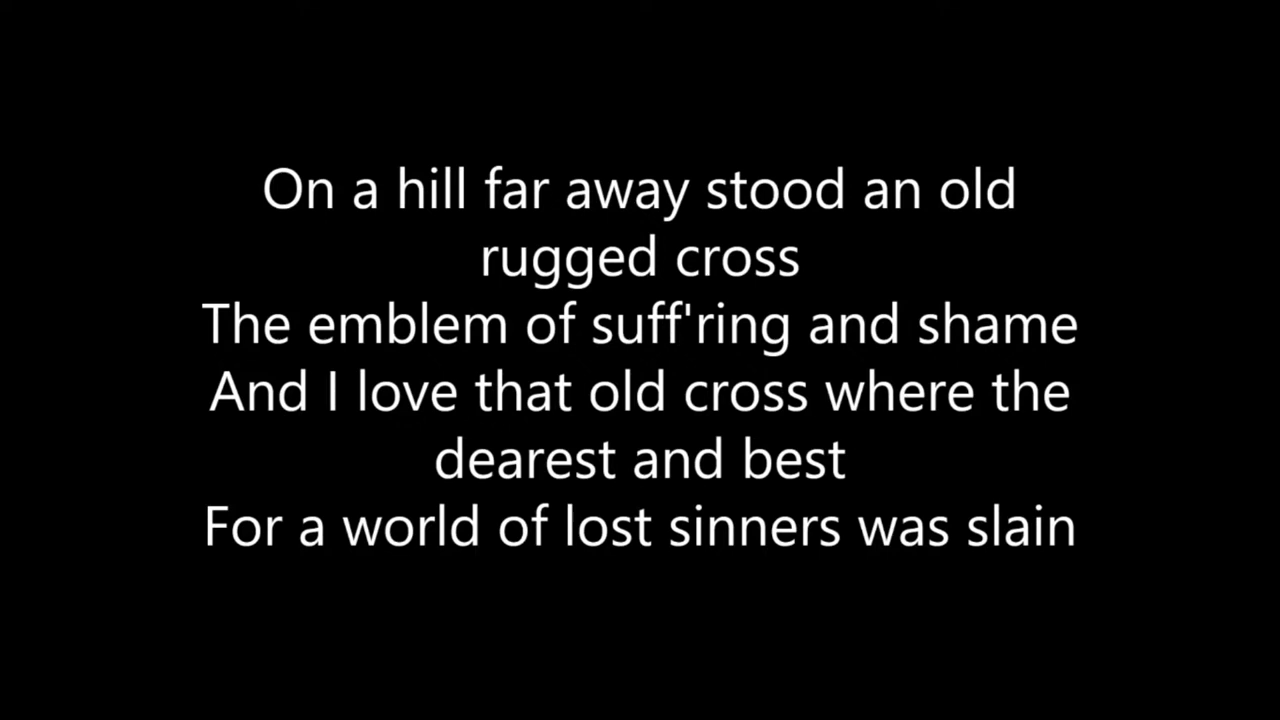 On a hill far away stood an old
rugged cross
The emblem of suff'ring and shame
And I love that old cross where the
dearest and best
For a world of lost sinners was slain